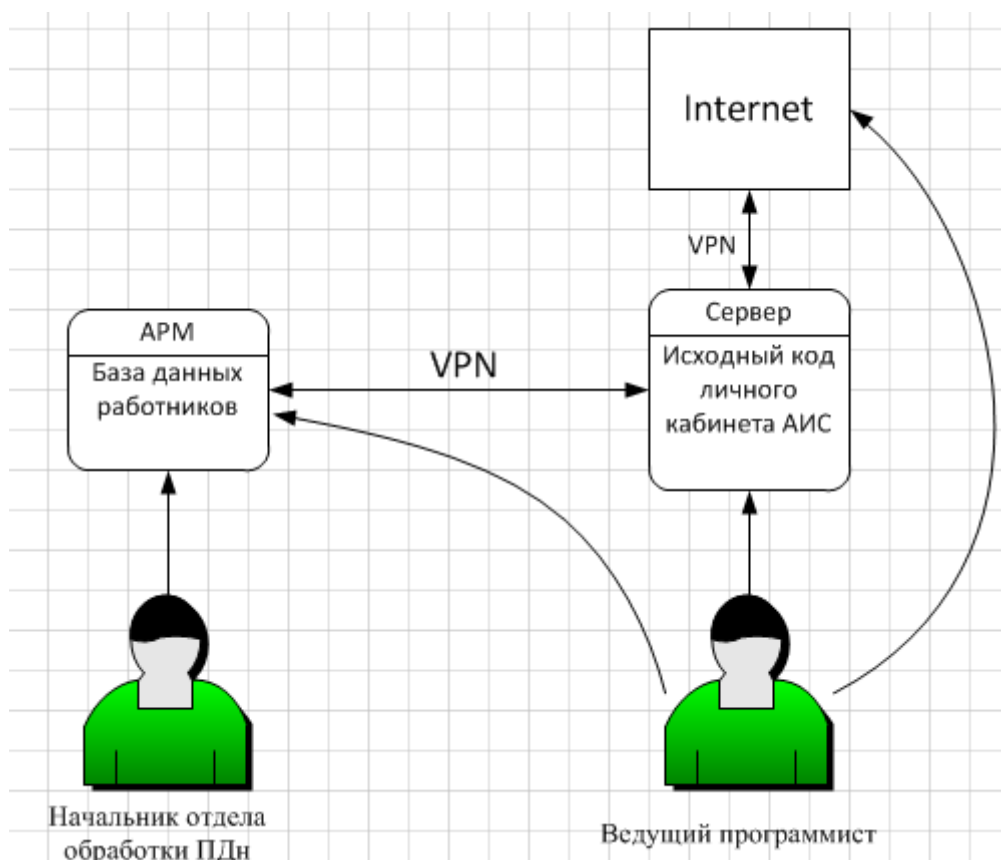 Internet
VPN
АРМ
База данных
работников
VPN
Сервер
Исходный код
личного
кабинета АИС
Начальник отдела
обработки ПДн
Ведущий программист